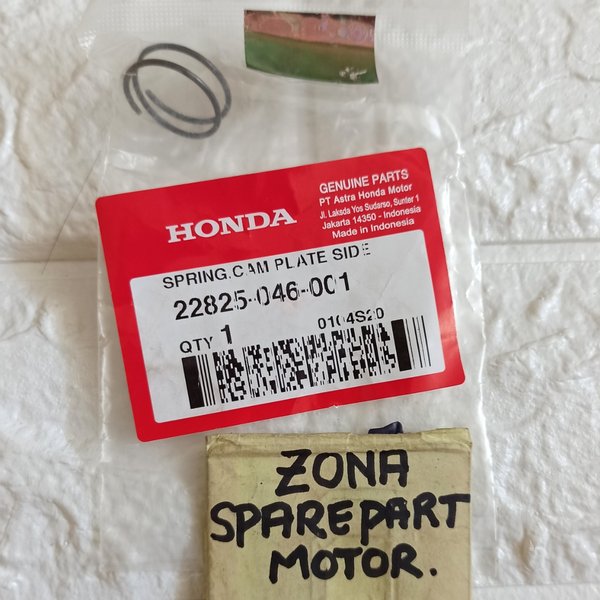 GENUINE PARTS
PT Astra Honda Motor
Jl. Laksda Yos Sudarso, Sunter 1
Jakarta 14350 - Indonesia
Made in Indonesia
HONDA
SPRING,CAM PLATE SIDE
22825-046-001
0104S20
QTY 1
ZONA
SPAREPART
MOTOR.